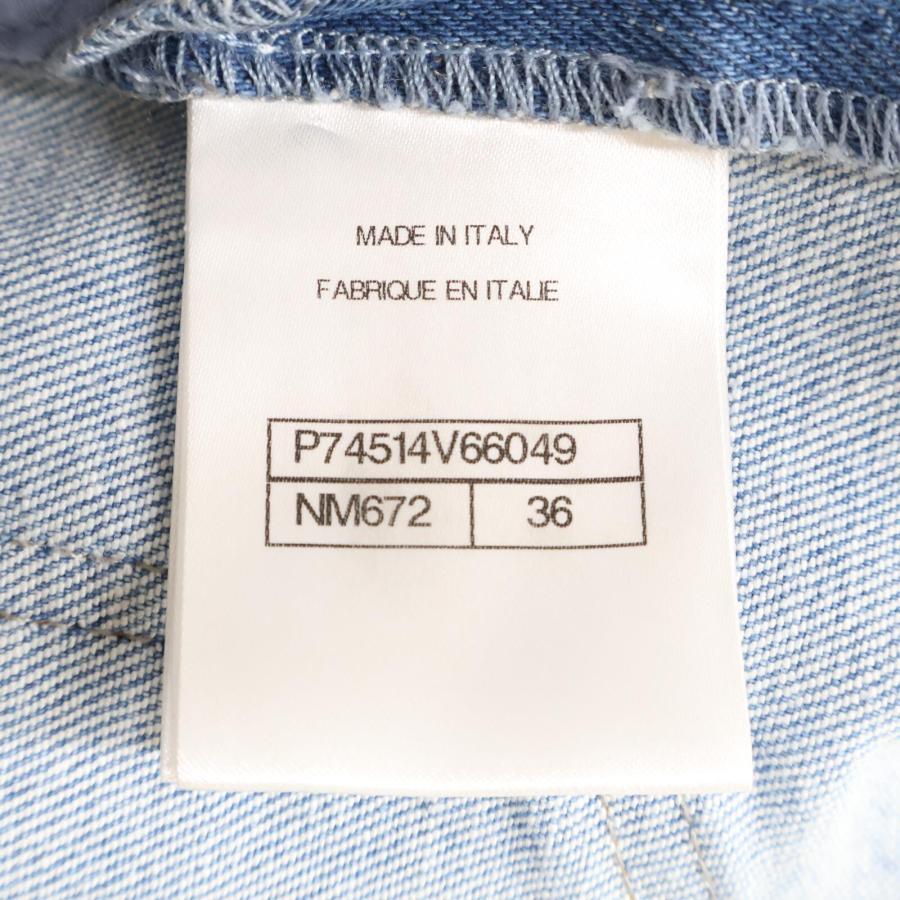 MADE IN ITALY
FABRIQUE EN ITALIE
P74514V66049
NM672 36